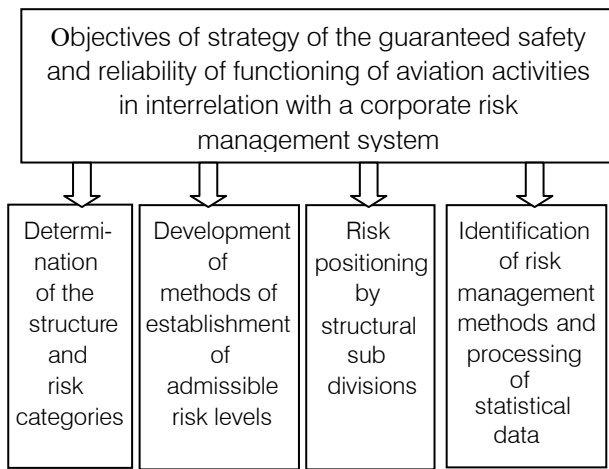 Objectives of strategy of the guaranteed safety
and reliability of functioning of aviation activities
in interrelation with a corporate risk
management system
Determi-
nation
of the
structure
and
risk
categories
Development
of
methods of
establishment
of
admissible
risk levels
Risk
positioning
by
structural
sub
divisions
Identification
of risk
management
methods and
processing
of
statistical
data